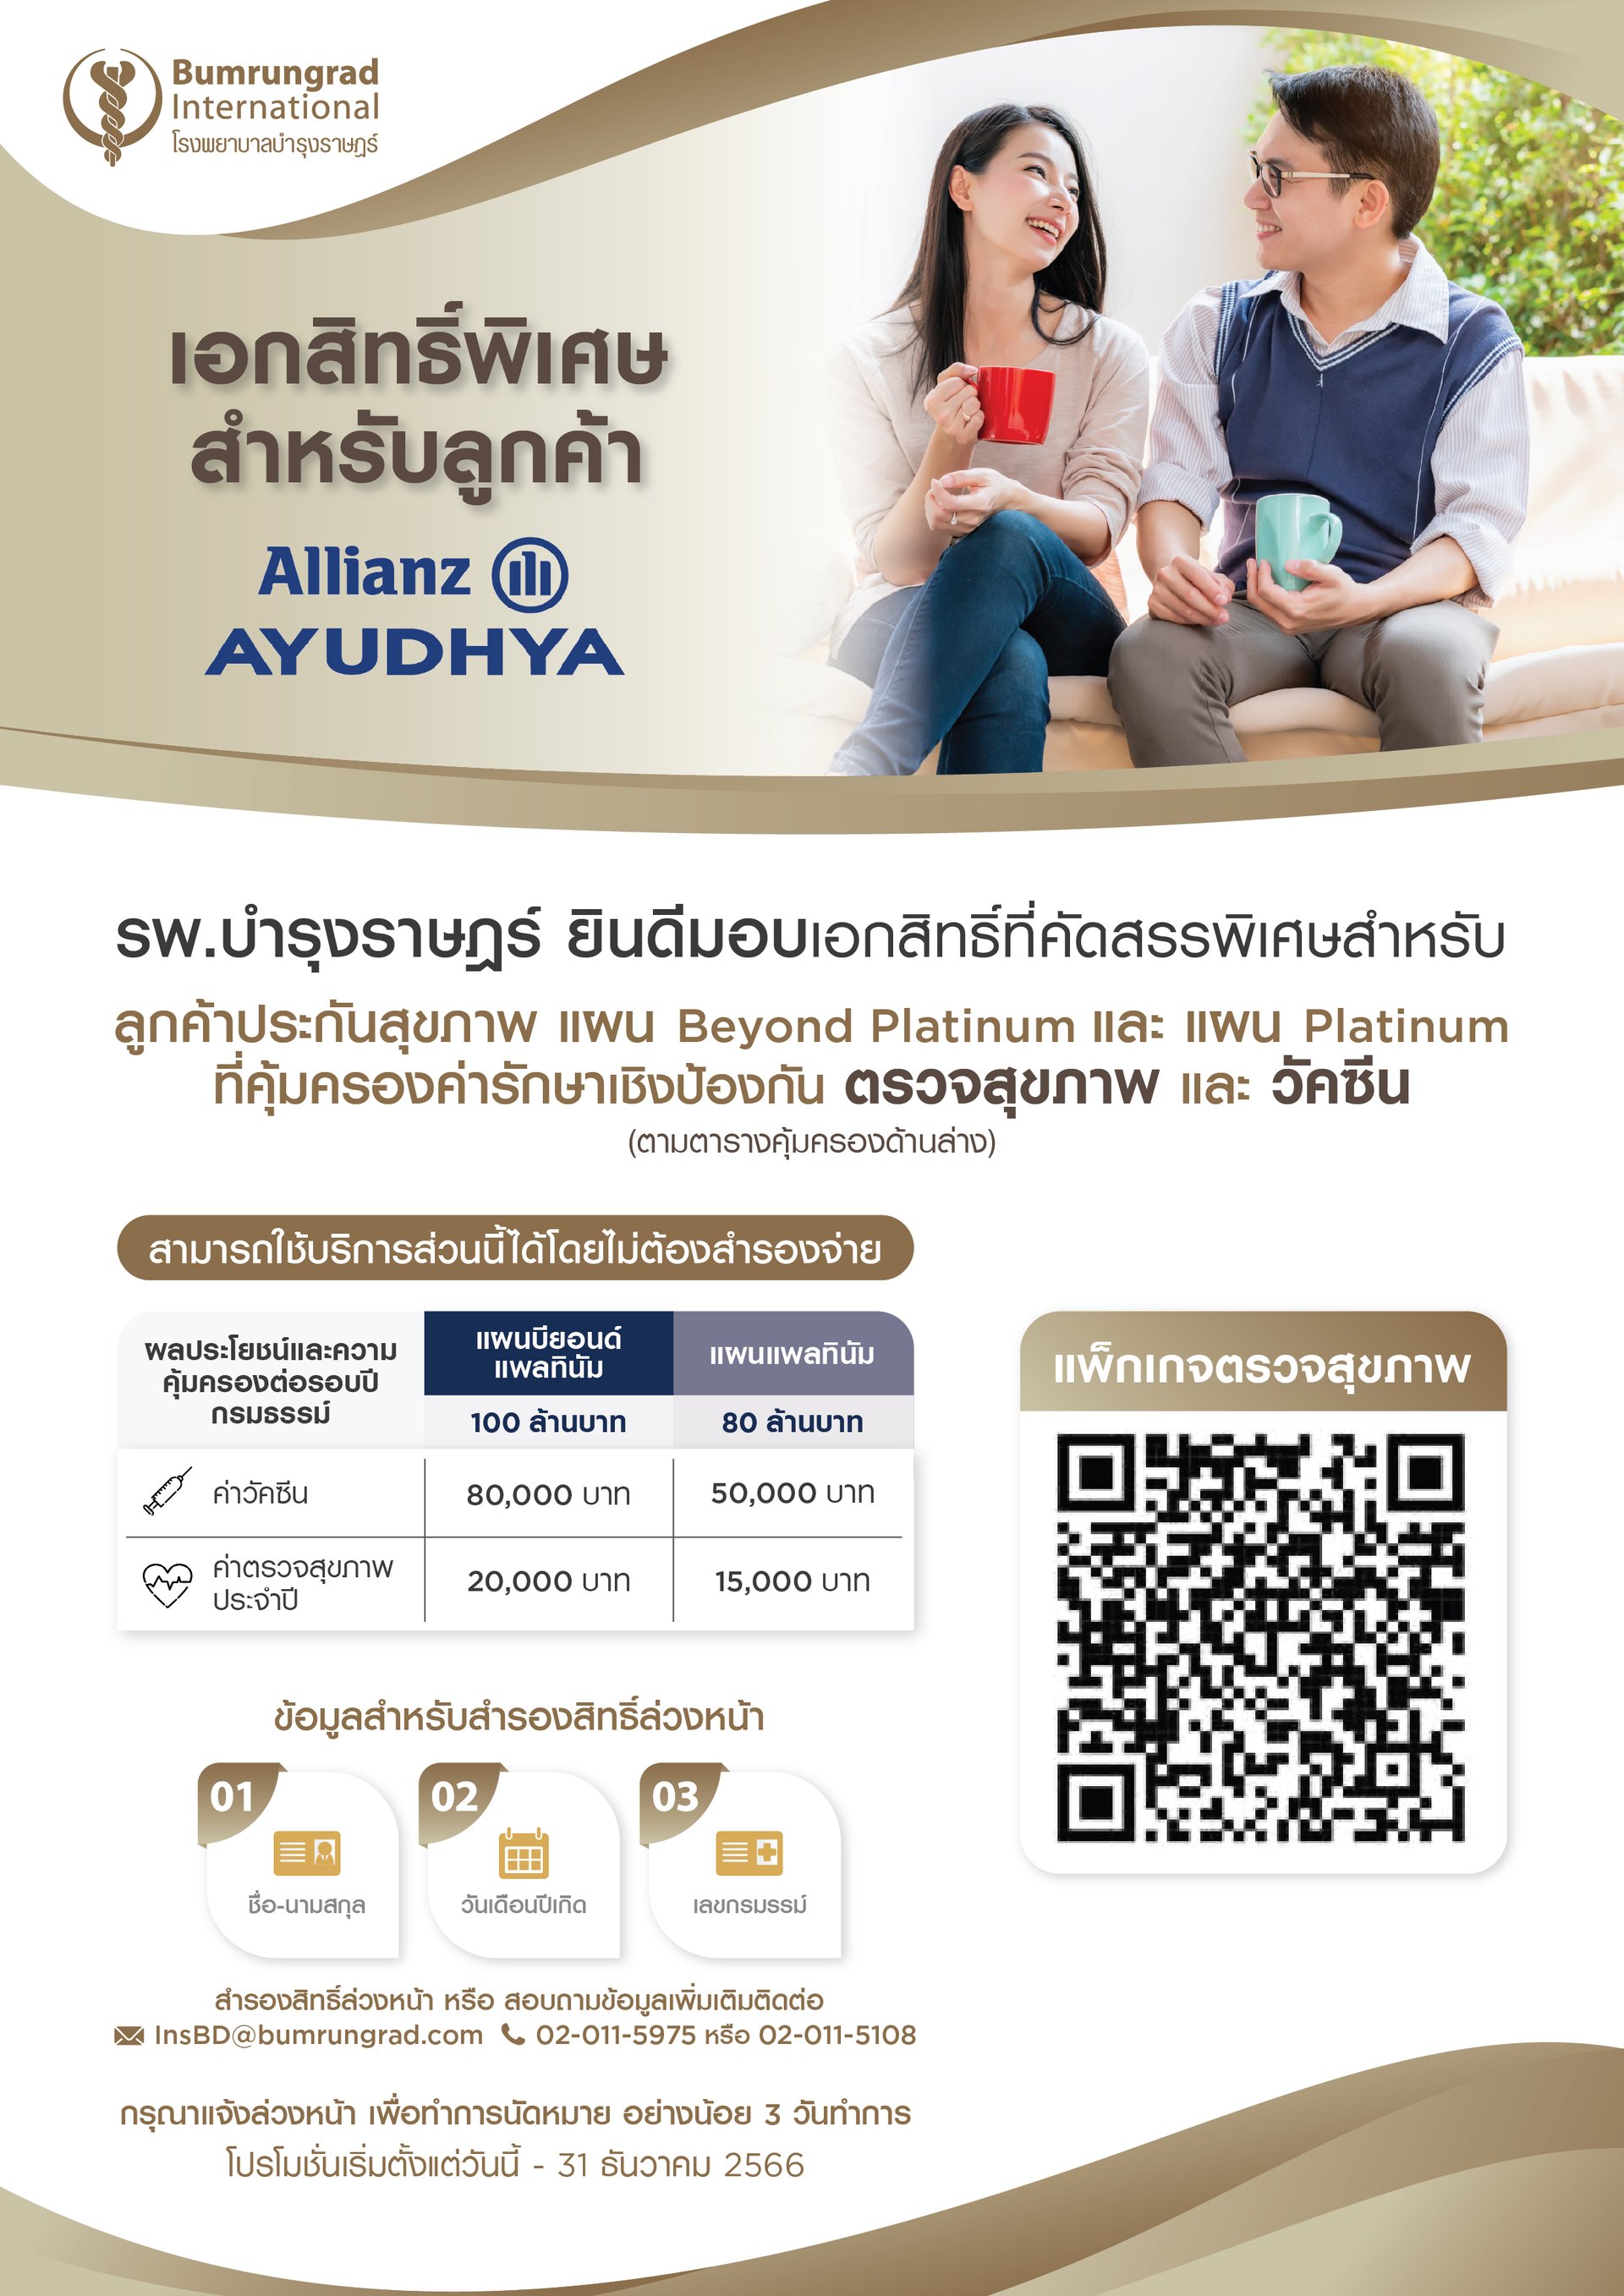 Bumrungrad
International
โรงพยาบาลบำรุงราษฎร์
เอกสิทธิ์พิเศษ
สำหรับลูกค้า
Allianz
AYUDHYA
รพ.บำรุงราษฎร์ ยินดีมอบเอกสิทธิ์ที่คัดสรรพิเศษสำหรับ
ลูกค้าประกันสุขภาพ แผน Beyond Platinum และ แผน Platinum
ที่คุ้มครองค่ารักษาเชิงป้องกัน ตรวจสุขภาพ และ วัคซีน
(ตามตารางคุ้มครองด้านล่าง)
สามารถใช้บริการส่วนนี้ได้โดยไม่ต้องสำรองจ่าย
ผลประโยชน์และความ
คุ้มครองต่อรอบปี
กรมธรรม์
แผนบียอนด์
แพลทินัม
แผนแพลทินัม
100 ล้านบาท
80 ล้านบาท
ค่าวัคซีน
80,000 บาท
50,000 บาท
ค่าตรวจสุขภาพ
ประจำปี
20,000 บาท
15,000 บาท
แพ็กเกจตรวจสุขภาพ
ข้อมูลสำหรับสำรองสิทธิ์ล่วงหน้า
01
ชื่อ-นามสกุล
02
วันเดือนปีเกิด
03
เลขกรมธรรม์
สำรองสิทธิ์ล่วงหน้า หรือ สอบถามข้อมูลเพิ่มเติมติดต่อ
InsBD@bumrungrad.com 02-011-5975 หรือ 02-011-5108
กรุณาแจ้งล่วงหน้า เพื่อทำการนัดหมาย อย่างน้อย 3 วันทำการ
โปรโมชั่นเริ่มตั้งแต่วันนี้ - 31 ธันวาคม 2566